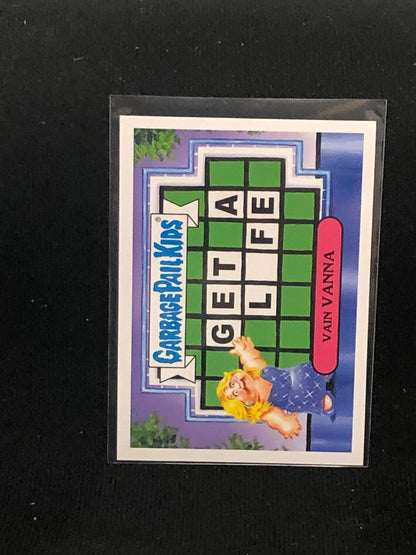 GARBAGE PAIL KIDS®
GET A
L FE
VAIN VANNA